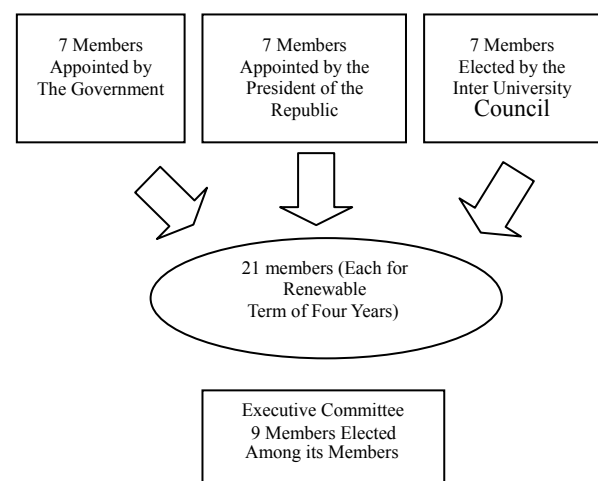 7 Members
Appointed by
The Government
7 Members
Appointed by the
President of the
Republic
7 Members
Elected by the
Inter University
Council
21 members (Each for
Renewable
Term of Four Years)
Executive Committee
9 Members Elected
Among its Members